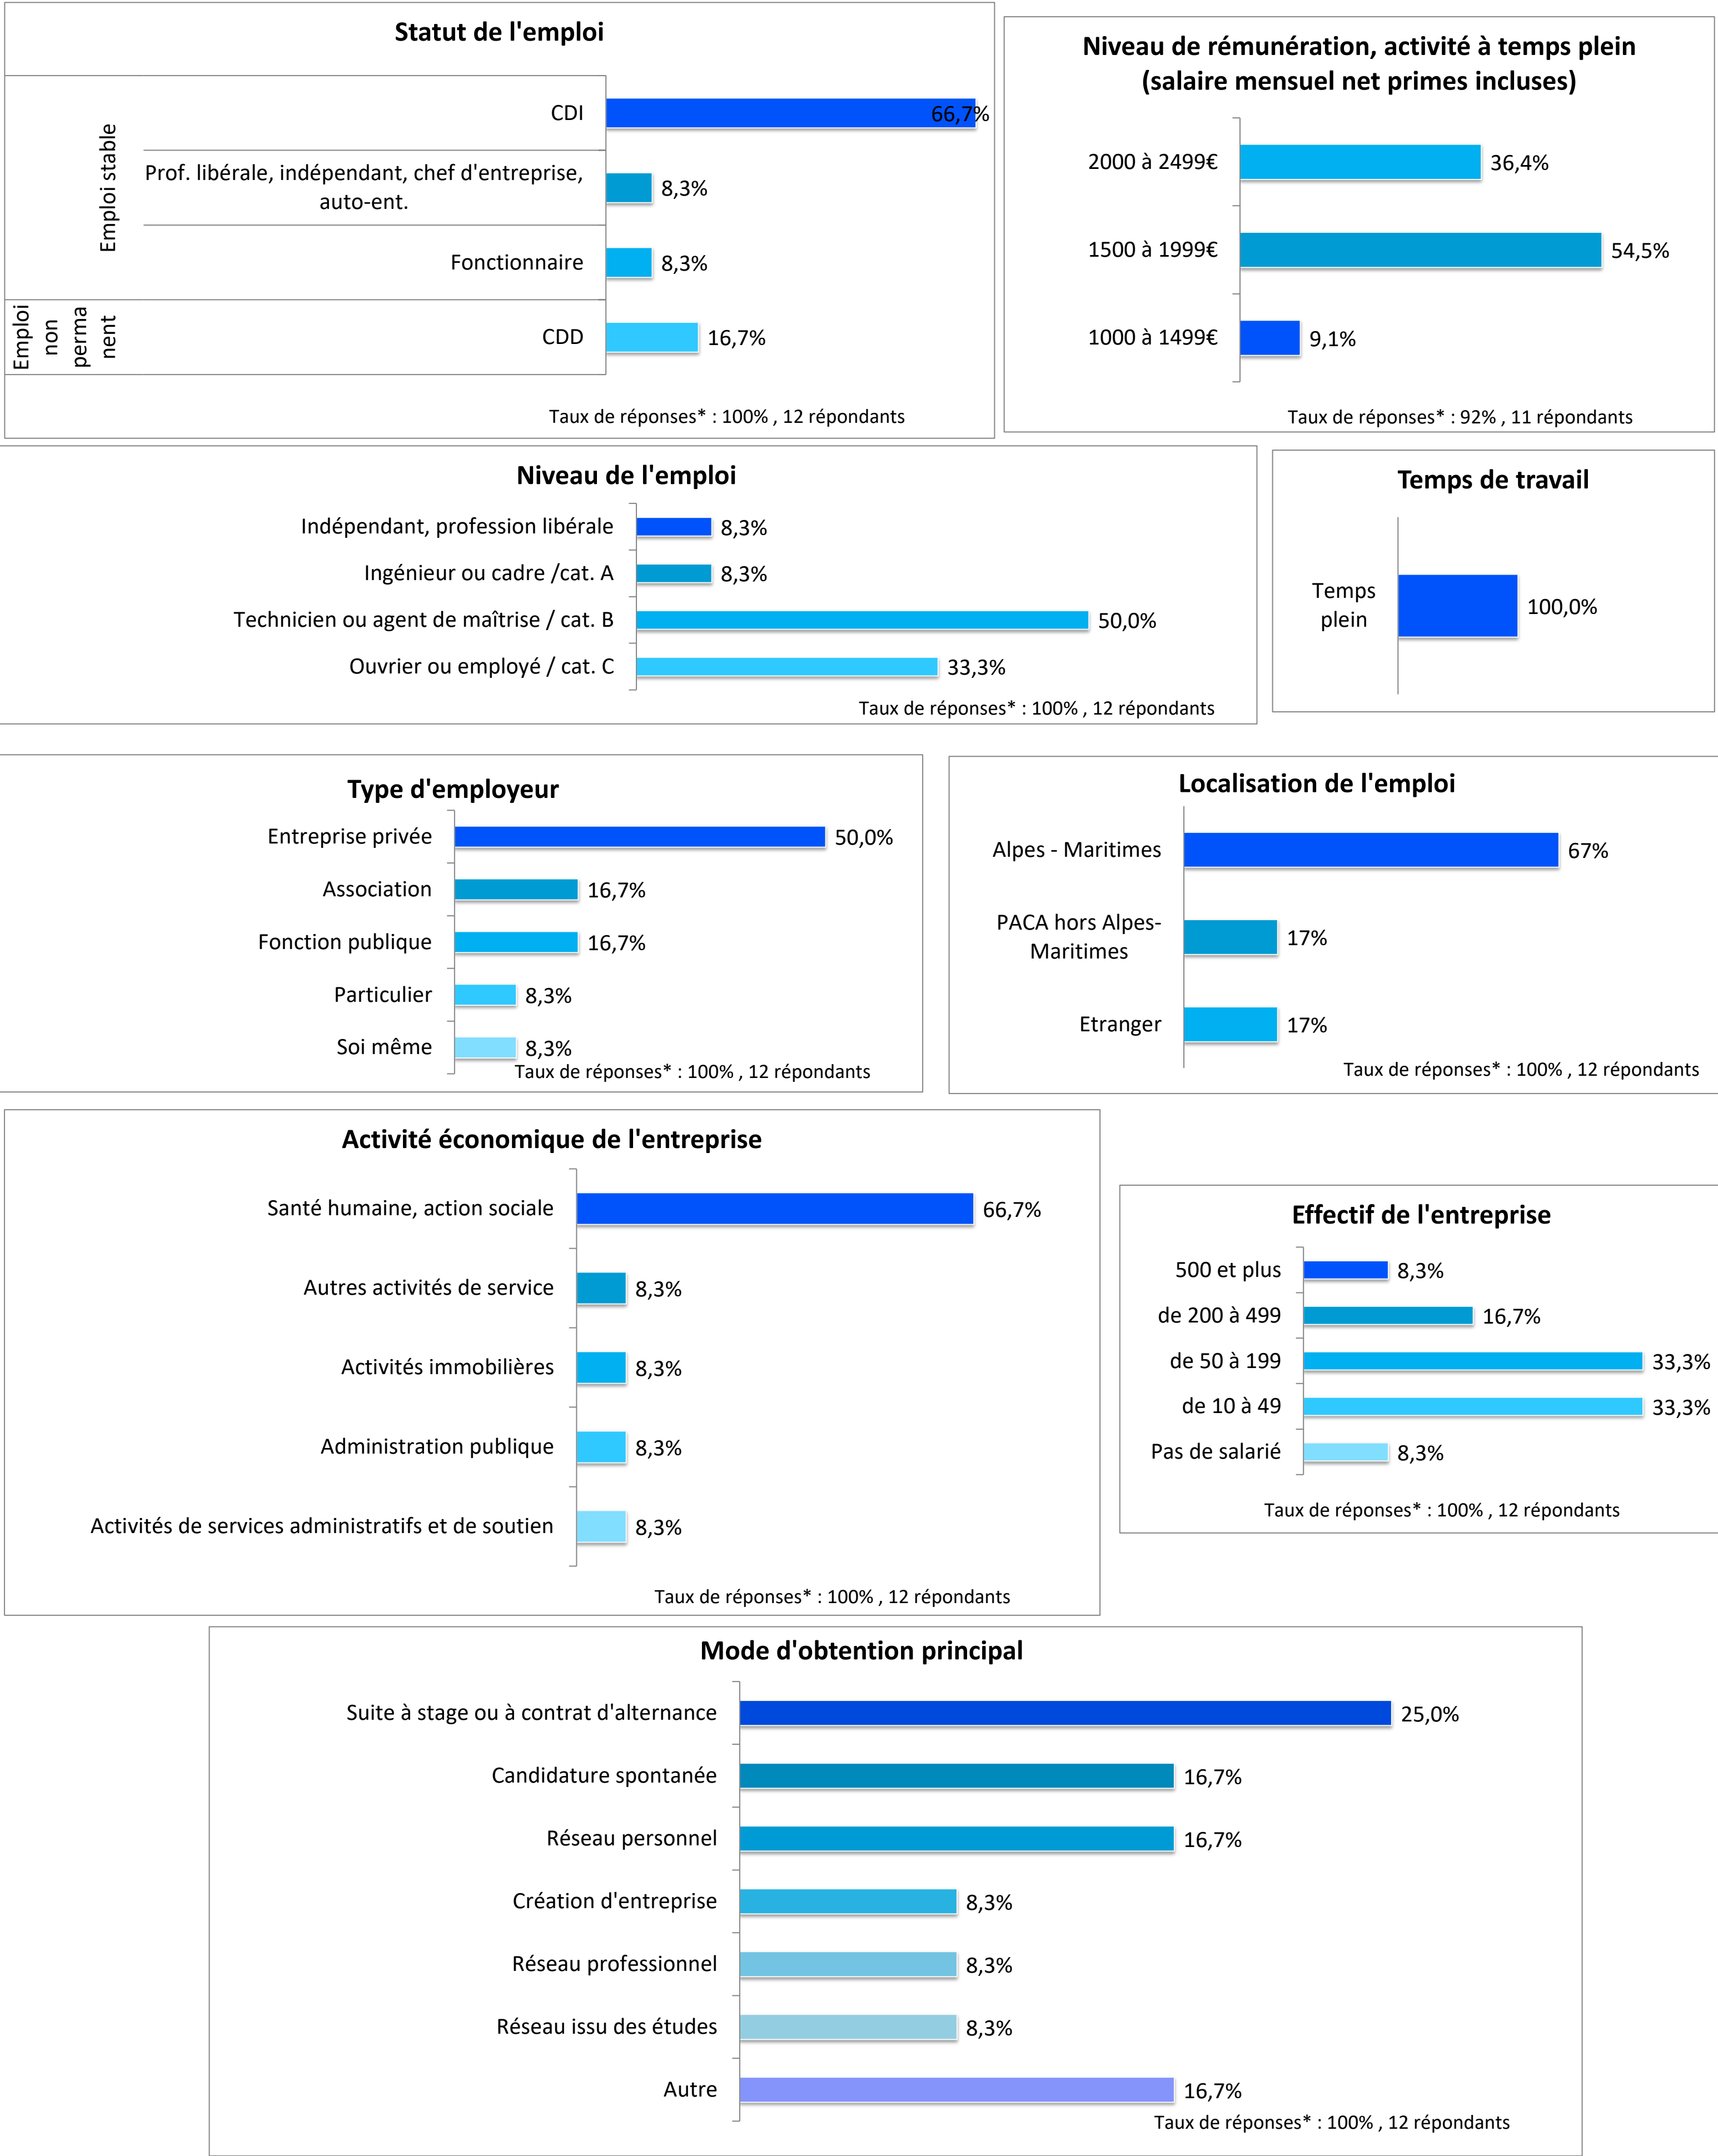 Statut de l'emploi
Emploi stable
CDI
66,7%
Prof. libérale, indépendant, chef d'entreprise,
auto-ent.
8,3%
Fonctionnaire
8,3%
Emploi
non
perma
nent
CDD
16,7%
Taux de réponses* : 100% , 12 répondants
Niveau de rémunération, activité à temps plein
(salaire mensuel net primes incluses)
2000 à 2499€
36,4%
1500 à 1999€
54,5%
1000 à 1499€
9,1%
Taux de réponses* : 92% , 11 répondants
Niveau de l'emploi
Indépendant, profession libérale
8,3%
Ingénieur ou cadre /cat. A
8,3%
Technicien ou agent de maîtrise / cat. B
50,0%
Ouvrier ou employé / cat. C
33,3%
Taux de réponses* : 100% , 12 répondants
Temps de travail
Temps
plein
100,0%
Type d'employeur
Entreprise privée
50,0%
Association
16,7%
Fonction publique
16,7%
Particulier
8,3%
Soi même
8,3%
Taux de réponses* : 100% , 12 répondants
Localisation de l'emploi
Alpes - Maritimes
67%
PACA hors Alpes-
Maritimes
17%
Etranger
17%
Taux de réponses* : 100% , 12 répondants
Activité économique de l'entreprise
Santé humaine, action sociale
66,7%
Autres activités de service
8,3%
Activités immobilières
8,3%
Administration publique
8,3%
Activités de services administratifs et de soutien
8,3%
Taux de réponses* : 100% , 12 répondants
Effectif de l'entreprise
500 et plus
8,3%
de 200 à 499
16,7%
de 50 à 199
33,3%
de 10 à 49
33,3%
Pas de salarié
8,3%
Taux de réponses* : 100% , 12 répondants
Mode d'obtention principal
Suite à stage ou à contrat d'alternance
25,0%
Candidature spontanée
16,7%
Réseau personnel
16,7%
Création d'entreprise
8,3%
Réseau professionnel
8,3%
Réseau issu des études
8,3%
Autre
16,7%
Taux de réponses* : 100% , 12 répondants